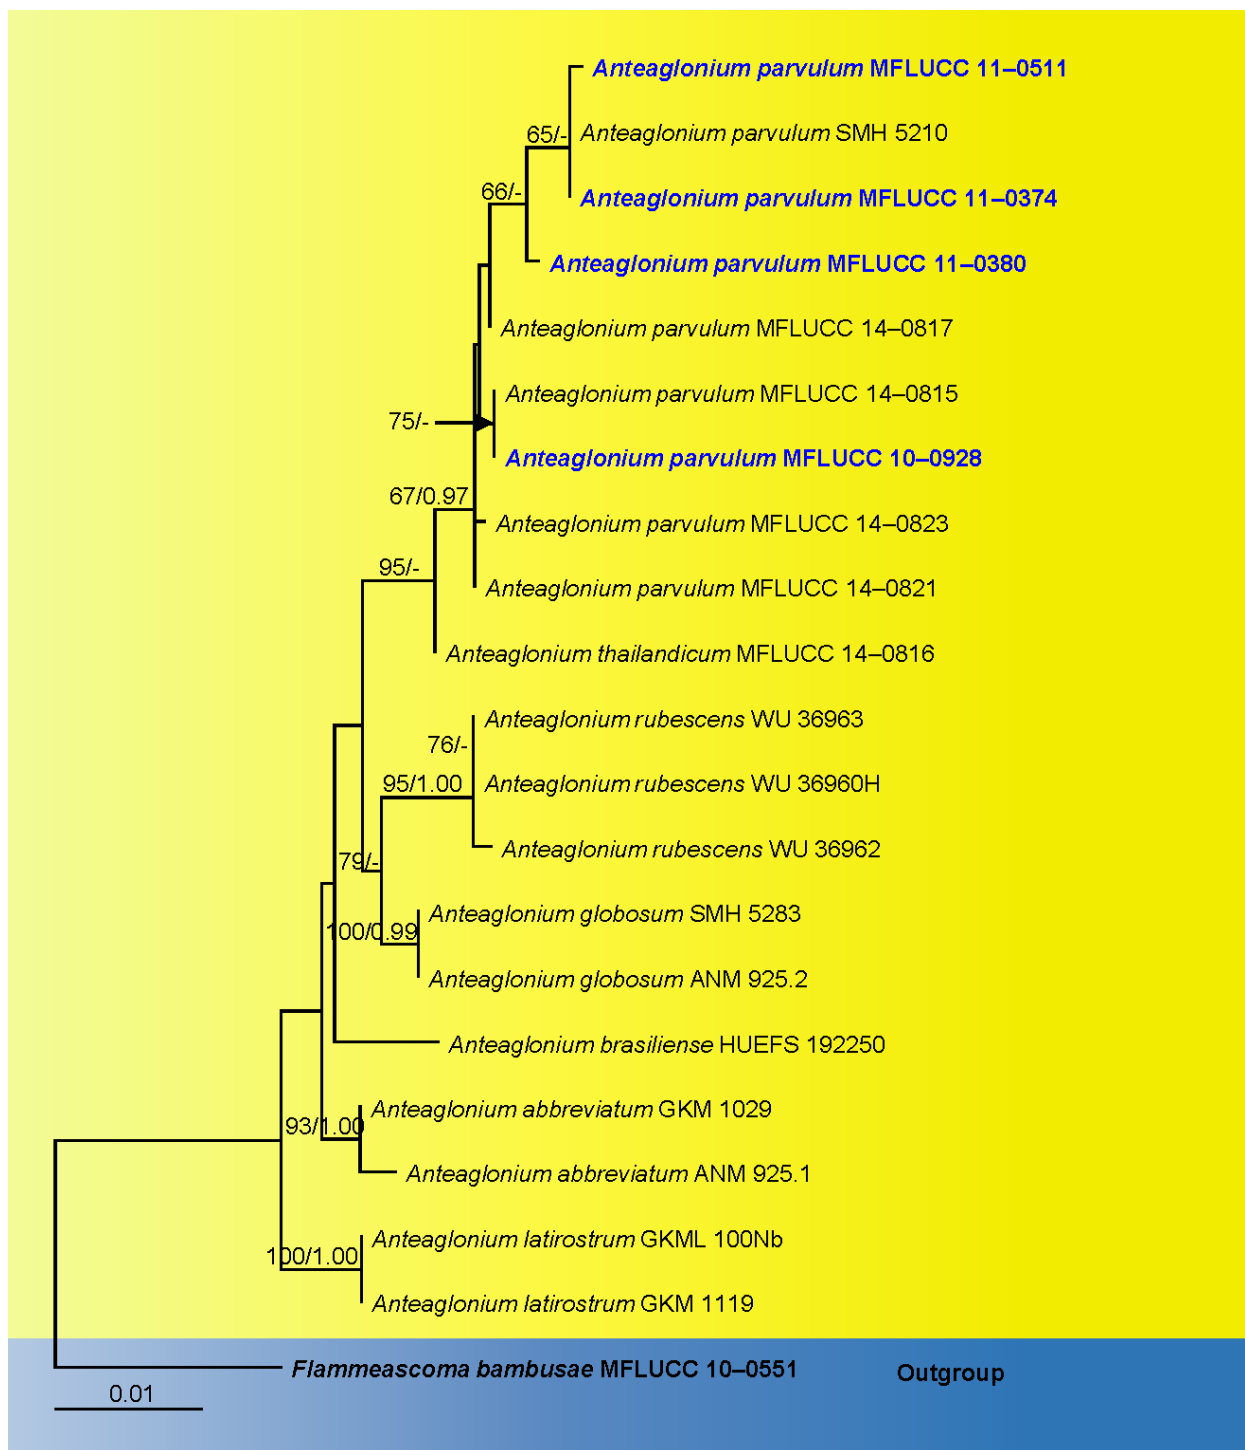 Anteaglonium parvulum MFLUCC 11–0511
65/-
Anteaglonium parvulum SMH 5210
66/-
Anteaglonium parvulum MFLUCC 11–0374
Anteaglonium parvulum MFLUCC 11–0380
Anteaglonium parvulum MFLUCC 14–0817
Anteaglonium parvulum MFLUCC 14–0815
75/-
Anteaglonium parvulum MFLUCC 10–0928
67/0.97
Anteaglonium parvulum MFLUCC 14–0823
95/-
Anteaglonium parvulum MFLUCC 14–0821
Anteaglonium thailandicum MFLUCC 14–0816
Anteaglonium rubescens WU 36963
76/-
95/1.00
Anteaglonium rubescens WU 36960H
Anteaglonium rubescens WU 36962
79/-
Anteaglonium globosum SMH 5283
100/0.99
Anteaglonium globosum ANM 925.2
Anteaglonium brasiliense HUEFS 192250
Anteaglonium abbreviatum GKM 1029
93/1.00
Anteaglonium abbreviatum ANM 925.1
Anteaglonium latirostrum GKML 100Nb
100/1.00
Anteaglonium latirostrum GKM 1119
Flammeascoma bambusae MFLUCC 10–0551
Outgroup
0.01